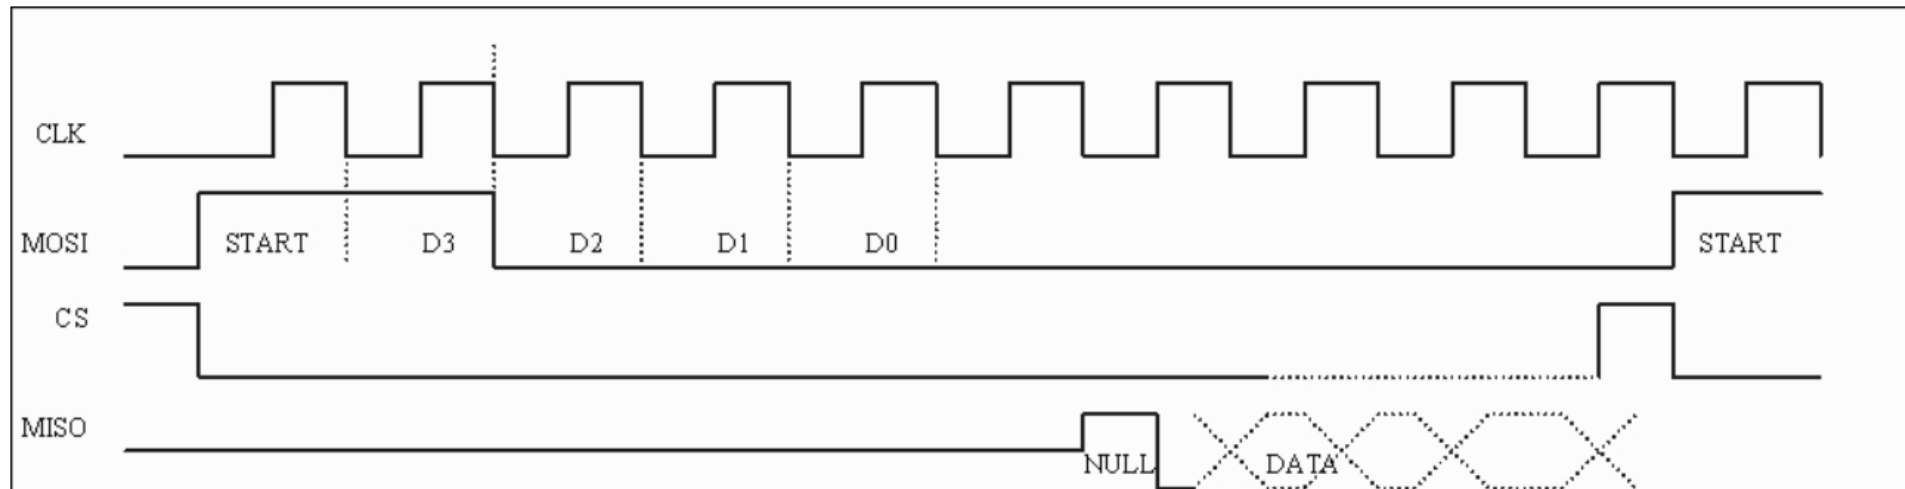 CLK
MOSI START D3 D2 D1 D0 START
CS
MISO NULL DATA